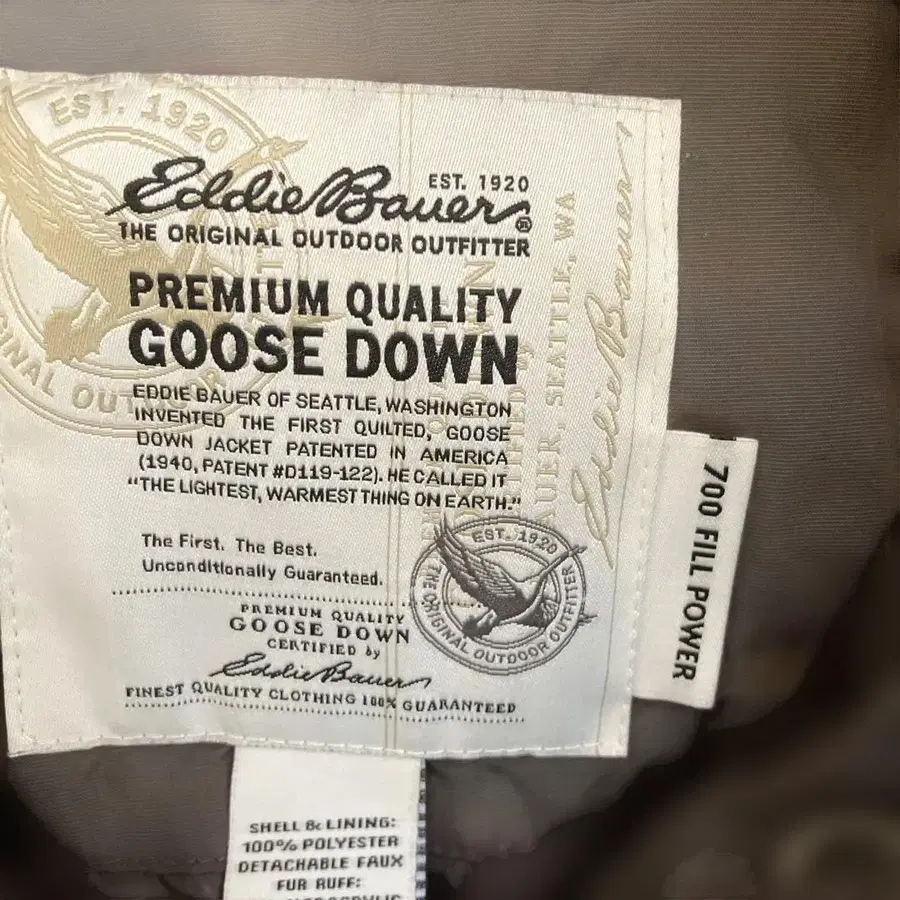 EST. 1920
Eddie Bauer®
EST. 1920
THE ORIGINAL OUTDOOR OUTFITTER
PREMIUM QUALITY
GOOSE DOWN
EDDIE BAUER OF SEATTLE, WASHINGTON
INVENTED THE FIRST QUILTED, GOOSE
DOWN JACKET PATENTED IN AMERICA
(1940, PATENT #D119-122). HE CALLED IT
"THE LIGHTEST, WARMEST THING ON EARTH."
The First. The Best.
Unconditionally Guaranteed.
PREMIUM QUALITY
GOOSE DOWN
CERTIFIED by
Eddie Bauer
FINEST QUALITY CLOTHING 100% GUARANTEED
EST. 1920
THE ORIGINAL OUTDOOR OUTFITTER
Eddie Bauer
SEATTLE, WA
700 FILL POWER
SHELL & LINING:
100% POLYESTER
DETACHABLE FAUX
FUR RUFF: